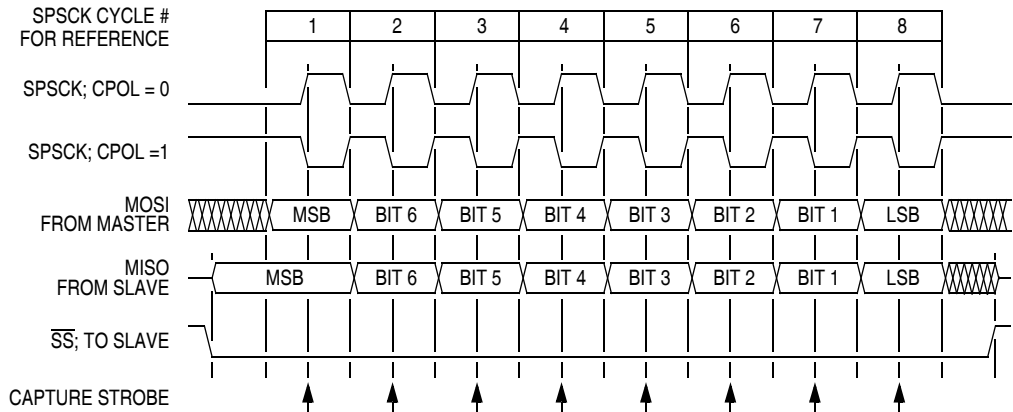 SPSCK CYCLE #
FOR REFERENCE
1 2 3 4 5 6 7 8
SPSCK; CPOL = 0
SPSCK; CPOL =1
MOSI
FROM MASTER
MSB BIT 6 BIT 5 BIT 4 BIT 3 BIT 2 BIT 1 LSB
MISO
FROM SLAVE
MSB BIT 6 BIT 5 BIT 4 BIT 3 BIT 2 BIT 1 LSB
S̅S̅; TO SLAVE
CAPTURE STROBE